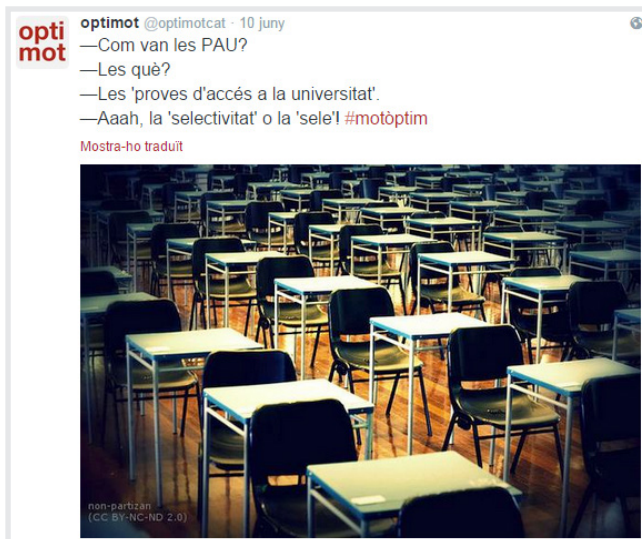 opti
mot
optimot @optimotcat · 10 juny
—Com van les PAU?
—Les què?
—Les 'proves d'accés a la universitat'.
—Aaah, la 'selectivitat' o la 'sele'! #motòptim
Mostra-ho traduït
non-partizan
(CC BY-NC-ND 2.0)